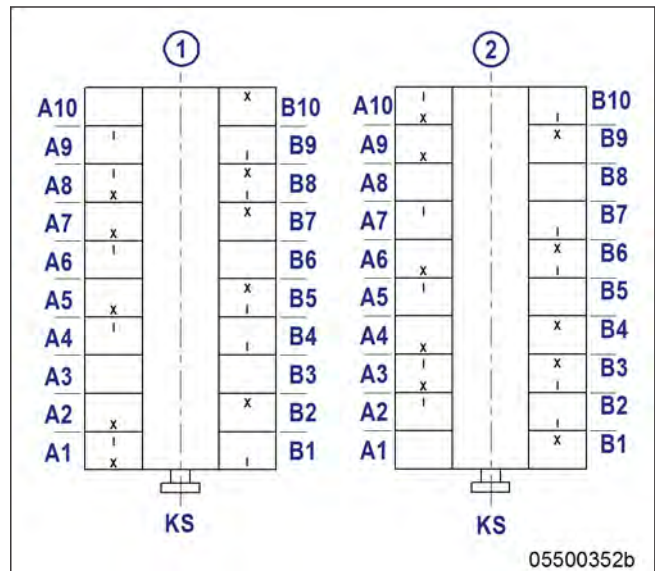 1 2
A10 X B10 A10 I X I B10
A9 I I B9 A9 X X B9
A8 I X X I B8 A8 B8
A7 X X B7 A7 I I B7
A6 I B6 A6 X X I B6
A5 X X I B5 A5 I B5
A4 I I B4 A4 X X B4
A3 B3 A3 I X X I B3
A2 X X B2 A2 I I B2
A1 I X I B1 A1 X B1
KS KS
05500352b